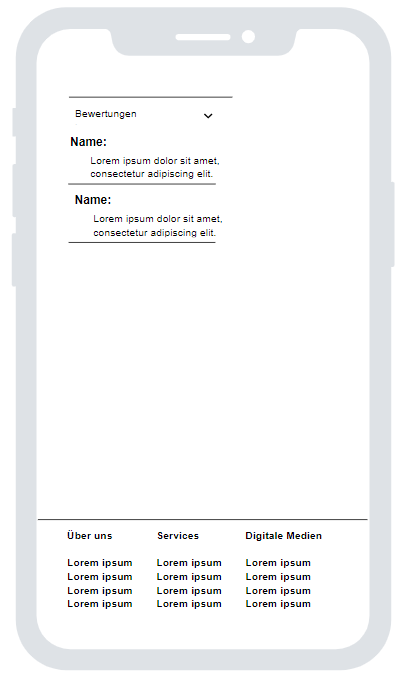 Bewertungen
Name:
Lorem ipsum dolor sit amet,
consectetur adipiscing elit.
Name:
Lorem ipsum dolor sit amet,
consectetur adipiscing elit.
Über uns Services Digitale Medien
Lorem ipsum Lorem ipsum Lorem ipsum
Lorem ipsum Lorem ipsum Lorem ipsum
Lorem ipsum Lorem ipsum Lorem ipsum
Lorem ipsum Lorem ipsum Lorem ipsum